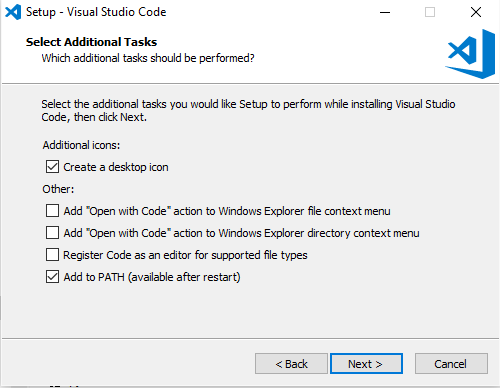 Setup - Visual Studio Code
Select Additional Tasks
Which additional tasks should be performed?
Select the additional tasks you would like Setup to perform while installing Visual Studio
Code, then click Next.
Additional icons:
Create a desktop icon
Other:
Add "Open with Code" action to Windows Explorer file context menu
Add "Open with Code" action to Windows Explorer directory context menu
Register Code as an editor for supported file types
Add to PATH (available after restart)
< Back
Next >
Cancel